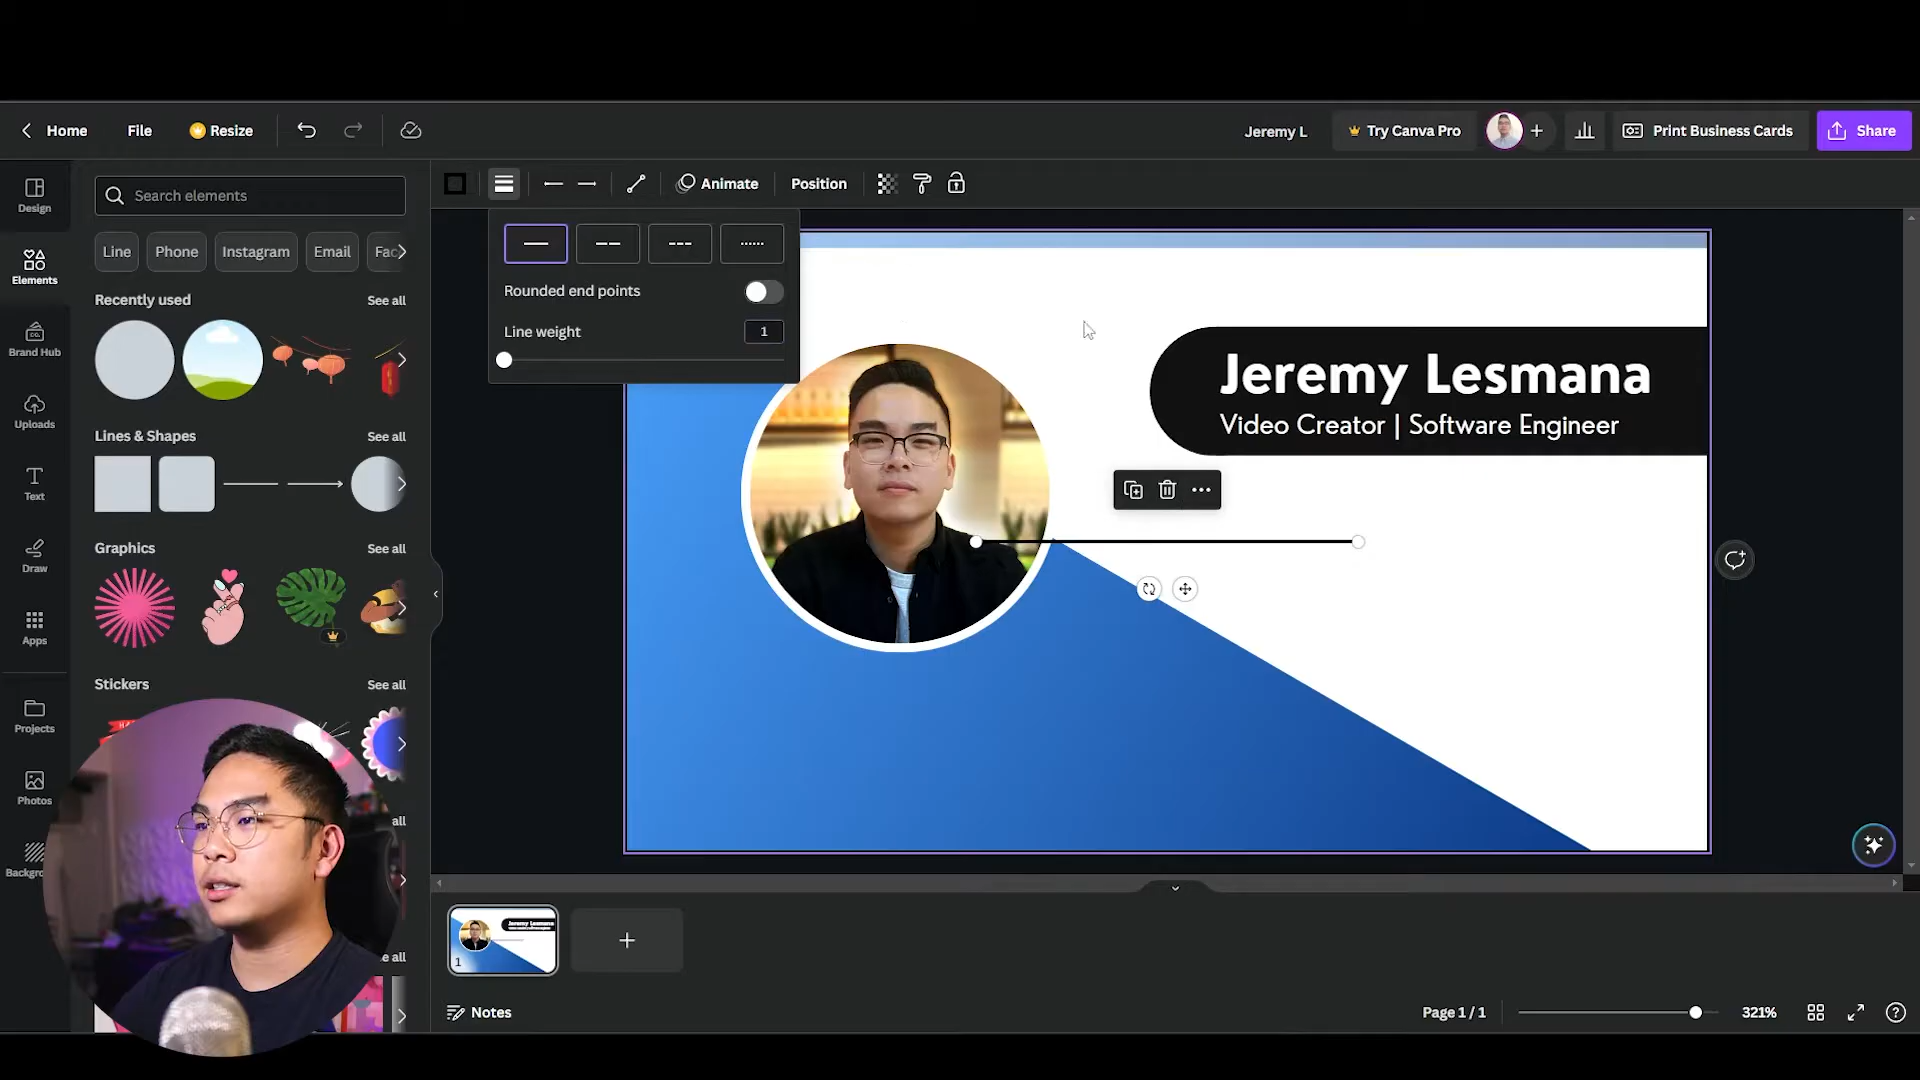 Home File Resize Jeremy L Try Canva Pro Print Business Cards Share
Animate Position
Design
Elements
Brand Hub
Uploads
Text
Draw
Apps
Projects
Photos
Search elements
Line Phone Instagram Email Fac
Recently used See all
Lines & Shapes See all
Graphics See all
Stickers See all
Rounded end points
Line weight 1
Jeremy Lesmana
Video Creator | Software Engineer
1
Notes
Page 1 / 1 321%